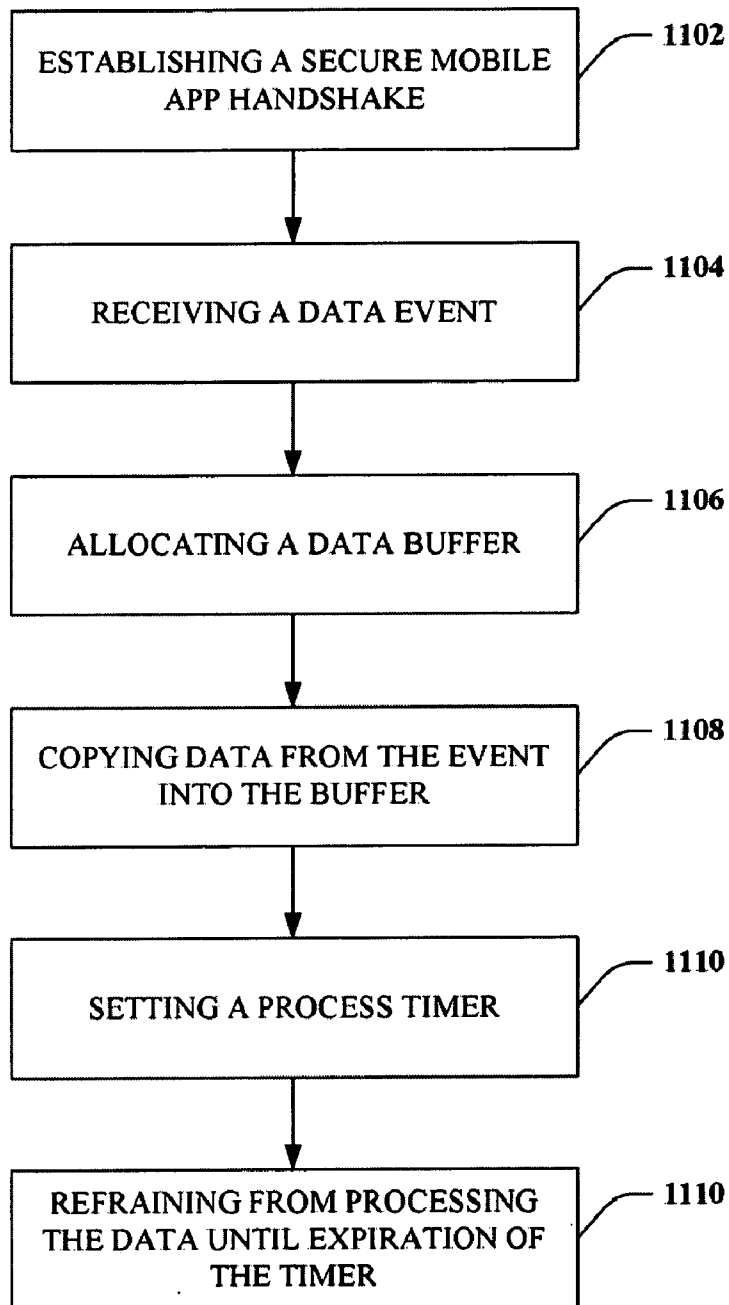 ESTABLISHING A SECURE MOBILE
APP HANDSHAKE
1102
RECEIVING A DATA EVENT
1104
ALLOCATING A DATA BUFFER
1106
COPYING DATA FROM THE EVENT
INTO THE BUFFER
1108
SETTING A PROCESS TIMER
1110
REFRAINING FROM PROCESSING
THE DATA UNTIL EXPIRATION OF
THE TIMER
1110